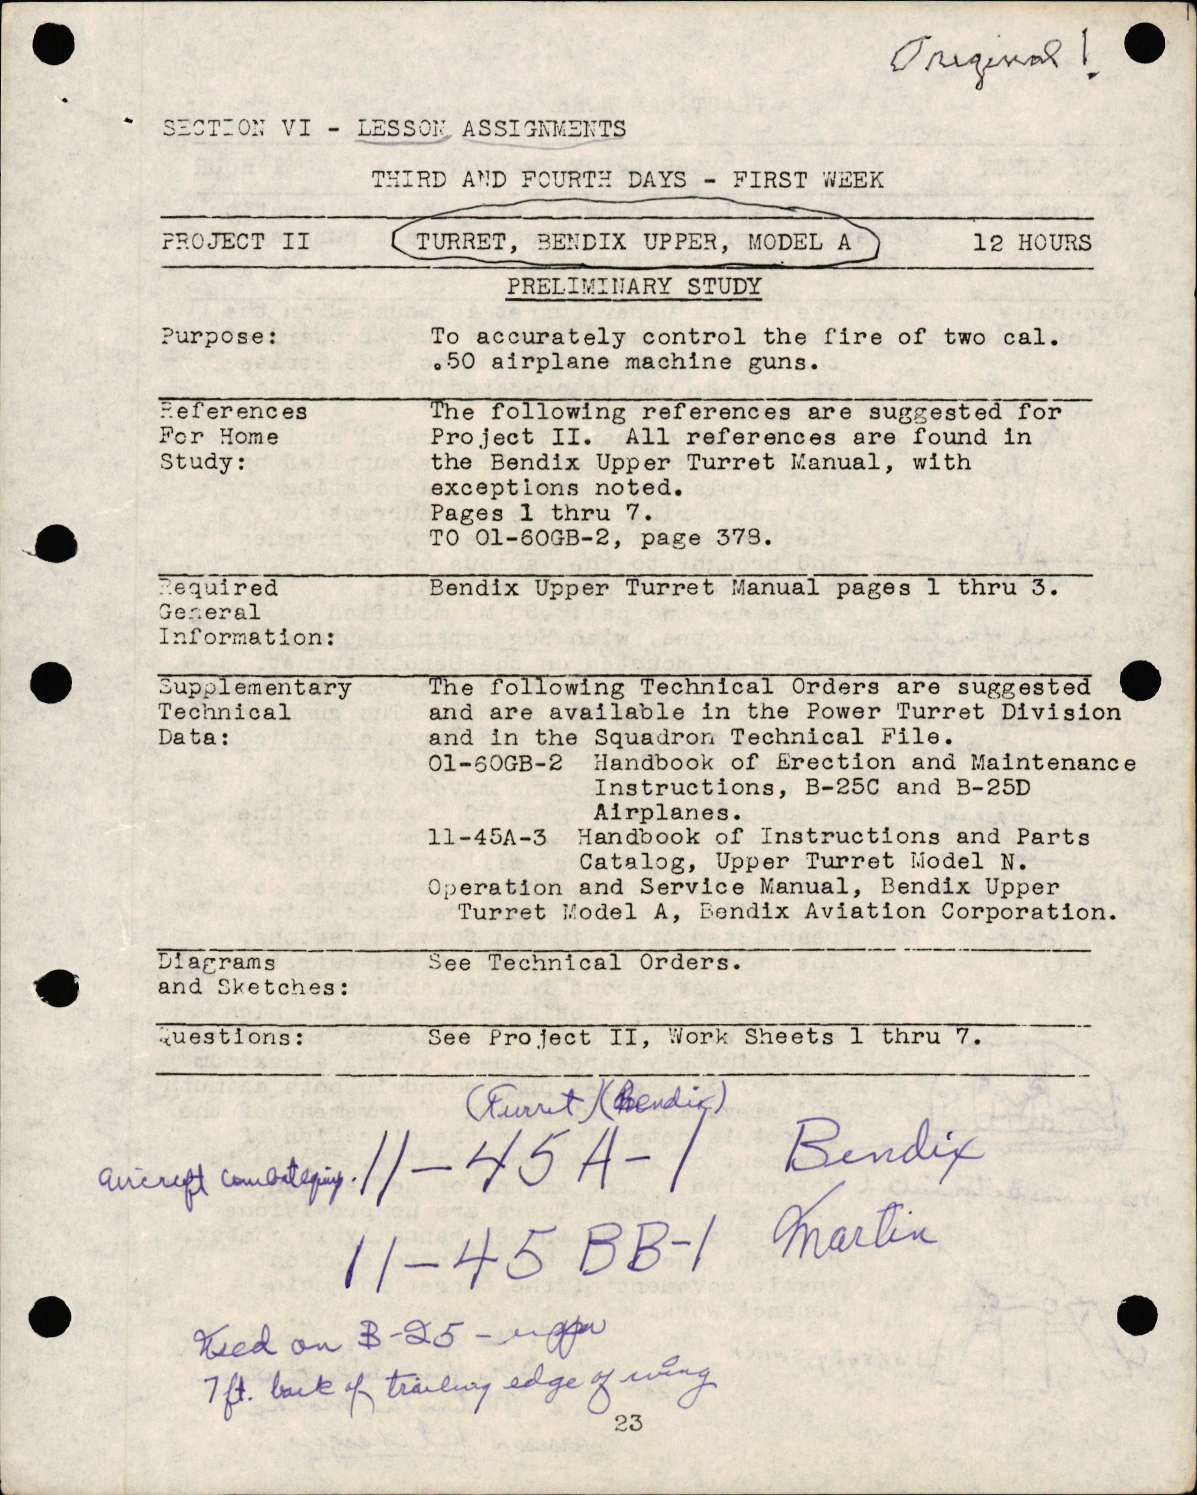 Original!
SECTION VI - LESSON ASSIGNMENTS
THIRD AND FOURTH DAYS - FIRST WEEK
PROJECT II TURRET, BENDIX UPPER, MODEL A 12 HOURS
PRELIMINARY STUDY
Purpose: To accurately control the fire of two cal.
.50 airplane machine guns.
References The following references are suggested for
For Home Project II. All references are found in
Study: the Bendix Upper Turret Manual, with
exceptions noted.
Pages 1 thru 7.
TO 01-60GB-2, page 378.
Required Bendix Upper Turret Manual pages 1 thru 3.
General
Information:
Supplementary The following Technical Orders are suggested
Technical and are available in the Power Turret Division
Data: and in the Squadron Technical File.
01-60GB-2 Handbook of Erection and Maintenance
Instructions, B-25C and B-25D
Airplanes.
11-45A-3 Handbook of Instructions and Parts
Catalog, Upper Turret Model N.
Operation and Service Manual, Bendix Upper
Turret Model A, Bendix Aviation Corporation.
Diagrams See Technical Orders.
and Sketches:
Questions: See Project II, Work Sheets 1 thru 7.
(Turret) (Bendix)
aircraft combat equip. 11-45A-1 Bendix
11-45BB-1 Martin
Used on B-25 - upper
7 ft. back of trailing edge of wing
23